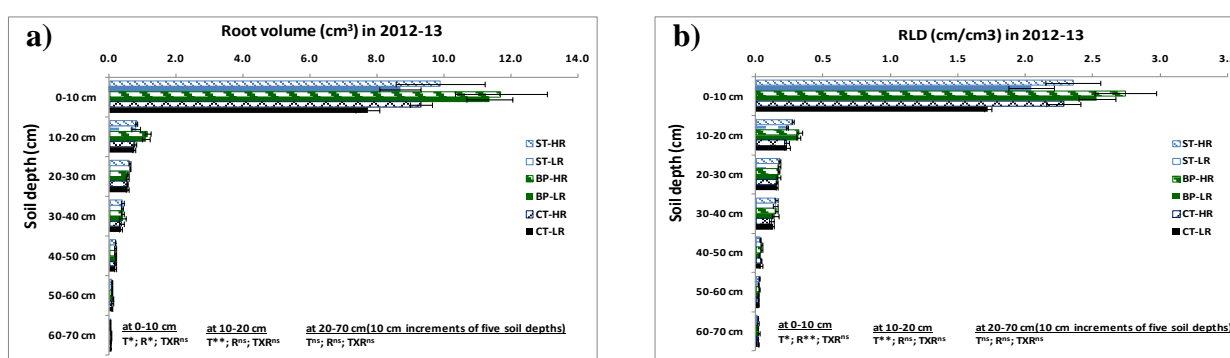 a)
Root volume (cm³) in 2012-13
0.0 2.0 4.0 6.0 8.0 10.0 12.0 14.0
Soil depth (cm)
0-10 cm
10-20 cm
20-30 cm
30-40 cm
40-50 cm
50-60 cm
60-70 cm
ST-HR
ST-LR
BP-HR
BP-LR
CT-HR
CT-LR
at 0-10 cm at 10-20 cm at 20-70 cm(10 cm increments of five soil depths)
T*; R*; TXRⁿˢ T**; Rⁿˢ; TXRⁿˢ Tⁿˢ; Rⁿˢ; TXRⁿˢ
b)
RLD (cm/cm3) in 2012-13
0.0 0.5 1.0 1.5 2.0 2.5 3.0
Soil depth (cm)
0-10 cm
10-20 cm
20-30 cm
30-40 cm
40-50 cm
50-60 cm
60-70 cm
ST-HR
ST-LR
BP-HR
BP-LR
CT-HR
CT-LR
at 0-10 cm at 10-20 cm at 20-70 cm(10 cm increments of five soil depths)
T*; R**; TXRⁿˢ T**; Rⁿˢ; TXRⁿˢ Tⁿˢ; Rⁿˢ; TXRⁿˢ